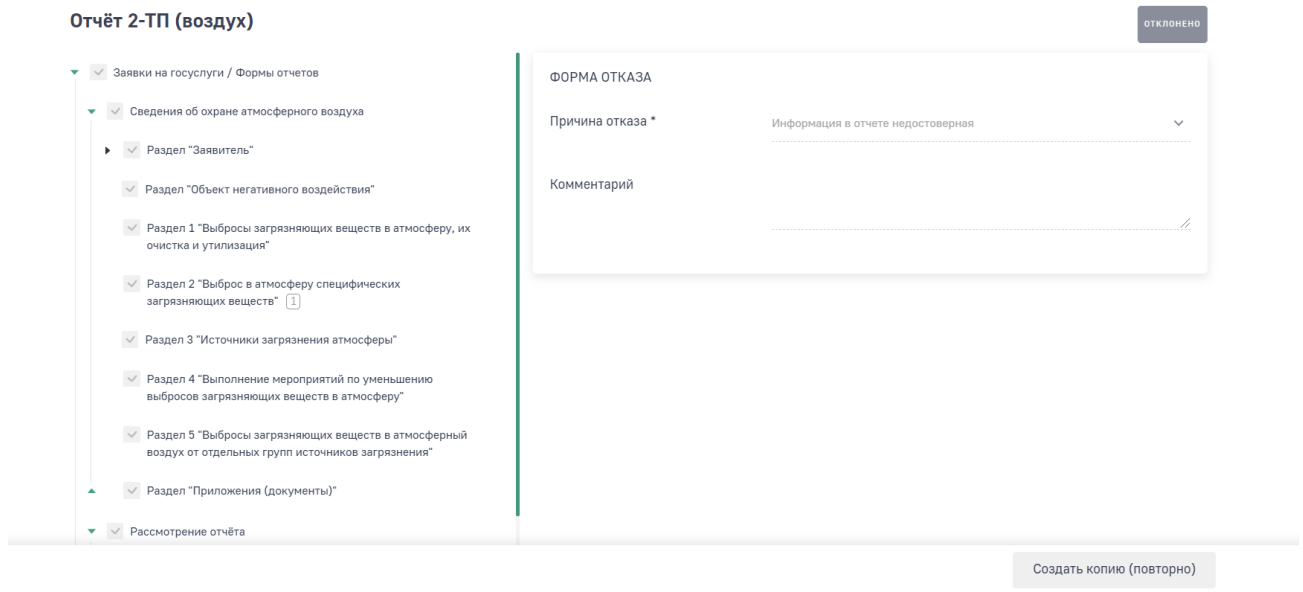 Отчёт 2-ТП (воздух)
ОТКЛОНЕНО
Заявки на госуслуги / Формы отчетов
Сведения об охране атмосферного воздуха
Раздел "Заявитель"
Раздел "Объект негативного воздействия"
Раздел 1 "Выбросы загрязняющих веществ в атмосферу, их
очистка и утилизация"
Раздел 2 "Выброс в атмосферу специфических
загрязняющих веществ" 1
Раздел 3 "Источники загрязнения атмосферы"
Раздел 4 "Выполнение мероприятий по уменьшению
выбросов загрязняющих веществ в атмосферу"
Раздел 5 "Выбросы загрязняющих веществ в атмосферный
воздух от отдельных групп источников загрязнения"
Раздел "Приложения (документы)"
Рассмотрение отчёта
ФОРМА ОТКАЗА
Причина отказа *
Информация в отчете недостоверная
Комментарий
Создать копию (повторно)